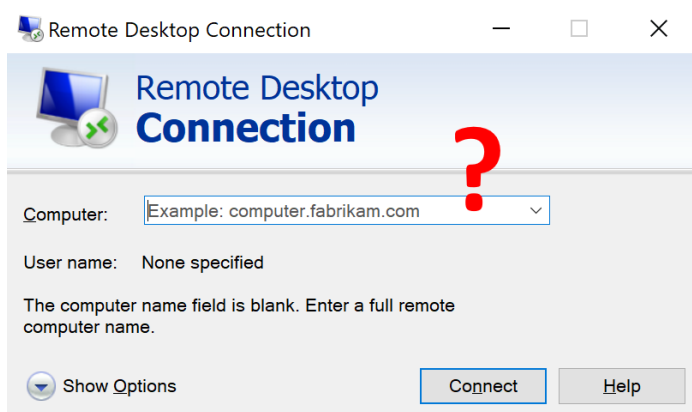 Remote Desktop Connection
Remote Desktop
Connection
?
Computer:
Example: computer.fabrikam.com
User name: None specified
The computer name field is blank. Enter a full remote
computer name.
Show Options
Connect
Help